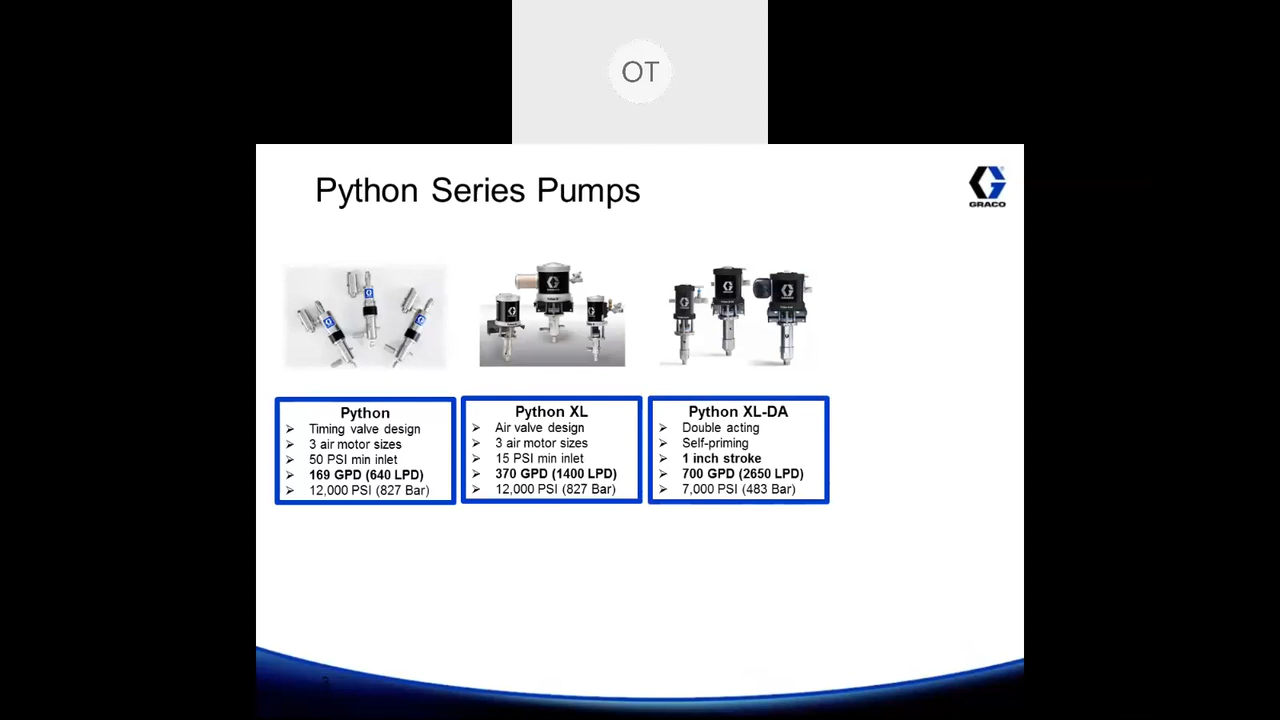 OT
Python Series Pumps
GRACO
Python
Timing valve design
3 air motor sizes
50 PSI min inlet
169 GPD (640 LPD)
12,000 PSI (827 Bar)
Python XL
Air valve design
3 air motor sizes
15 PSI min inlet
370 GPD (1400 LPD)
12,000 PSI (827 Bar)
Python XL-DA
Double acting
Self-priming
1 inch stroke
700 GPD (2650 LPD)
7,000 PSI (483 Bar)
3